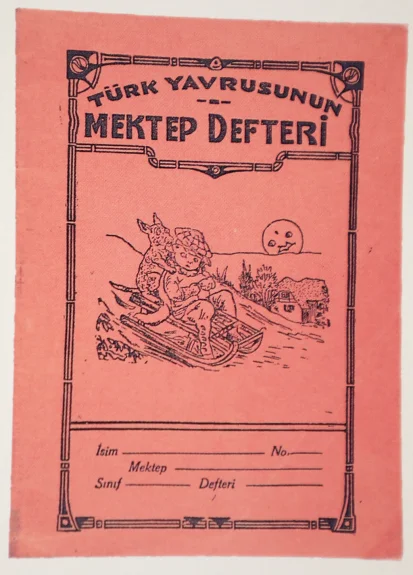 TÜRK YAVRUSUNUN
MEKTEP DEFTERİ
İsim No.
Mektep
Sınıf Defteri